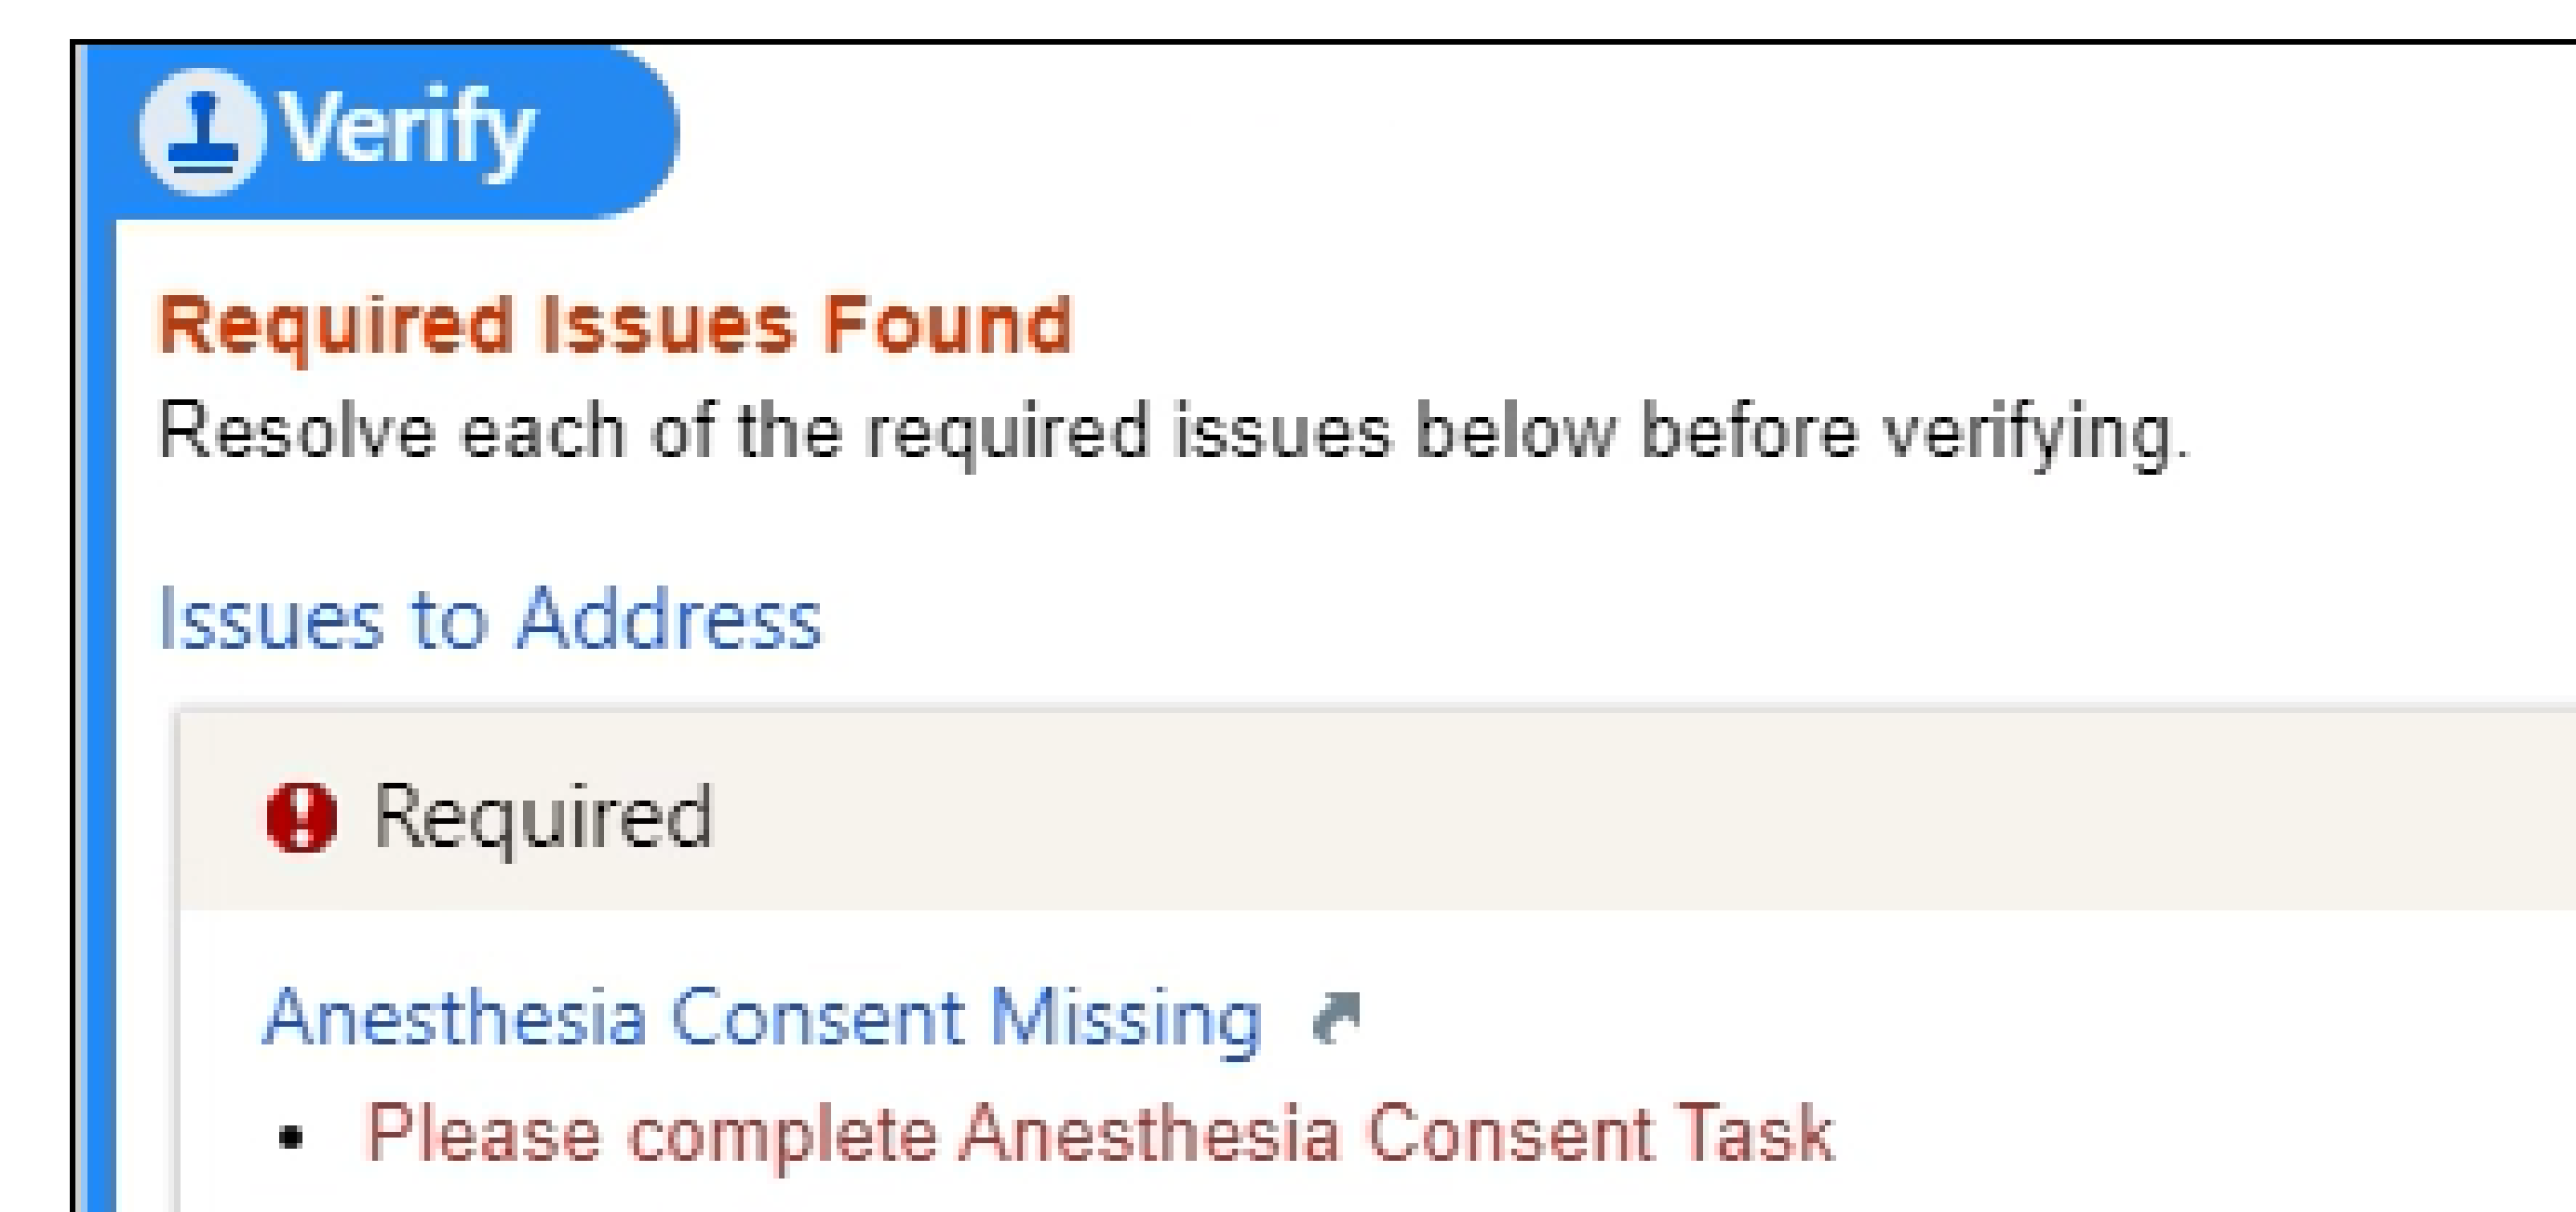 Verify
Required Issues Found
Resolve each of the required issues below before verifying.
Issues to Address
Required
Anesthesia Consent Missing
• Please complete Anesthesia Consent Task